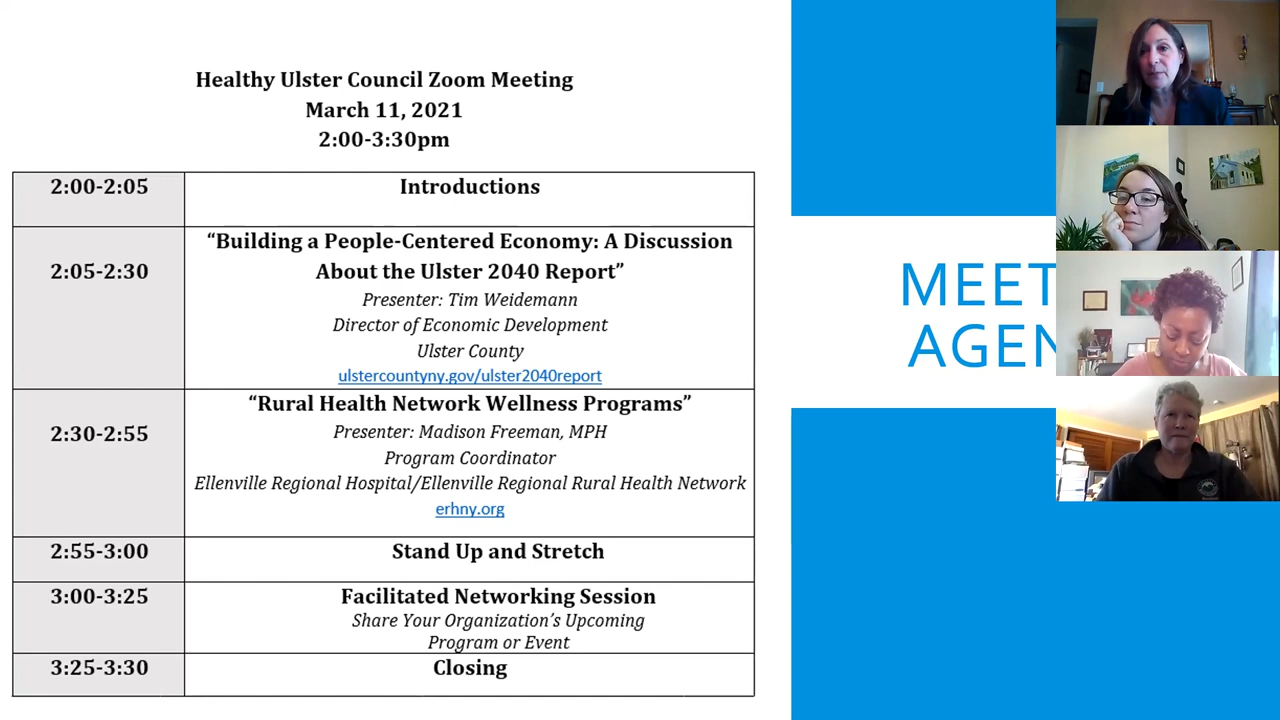 Healthy Ulster Council Zoom Meeting
March 11, 2021
2:00-3:30pm
2:00-2:05
Introductions
2:05-2:30
“Building a People-Centered Economy: A Discussion
About the Ulster 2040 Report”
Presenter: Tim Weidemann
Director of Economic Development
Ulster County
ulstercountyny.gov/ulster2040report
2:30-2:55
“Rural Health Network Wellness Programs”
Presenter: Madison Freeman, MPH
Program Coordinator
Ellenville Regional Hospital/Ellenville Regional Rural Health Network
erhny.org
2:55-3:00
Stand Up and Stretch
3:00-3:25
Facilitated Networking Session
Share Your Organization’s Upcoming
Program or Event
3:25-3:30
Closing
MEET
AGEN